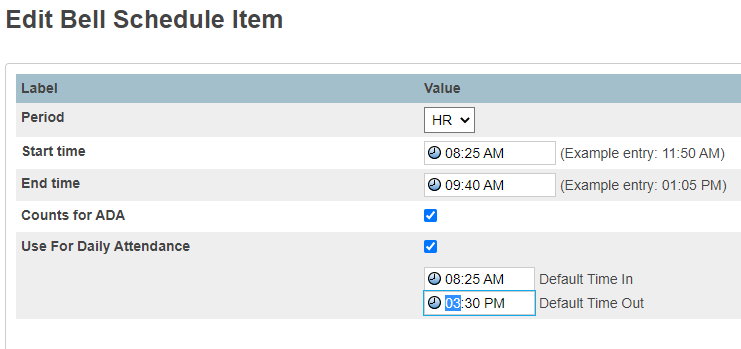 Edit Bell Schedule Item
Label Value
Period HR
Start time 08:25 AM (Example entry: 11:50 AM)
End time 09:40 AM (Example entry: 01:05 PM)
Counts for ADA
Use For Daily Attendance
08:25 AM Default Time In
03:30 PM Default Time Out